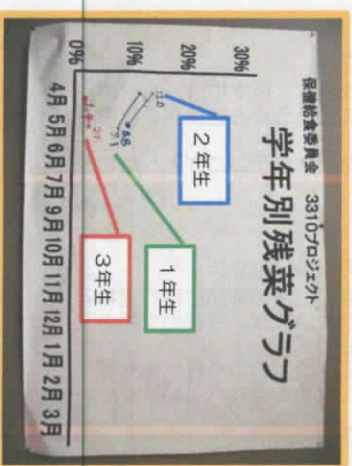 保健給食委員会 3310プロジェクト
学年別残菜グラフ
30%
20%
10%
0%
2年生
1年生
3年生
4月 5月 6月 7月 9月 10月 11月 12月 1月 2月 3月